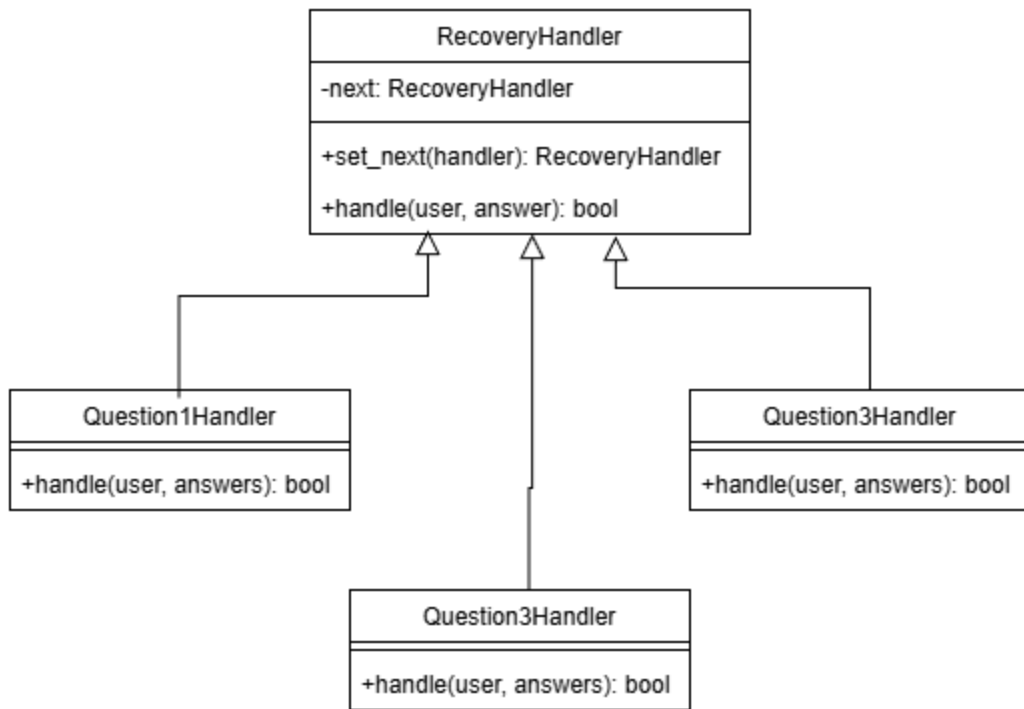 RecoveryHandler
-next: RecoveryHandler
+set_next(handler): RecoveryHandler
+handle(user, answer): bool
Question1Handler
+handle(user, answers): bool
Question3Handler
+handle(user, answers): bool
Question3Handler
+handle(user, answers): bool